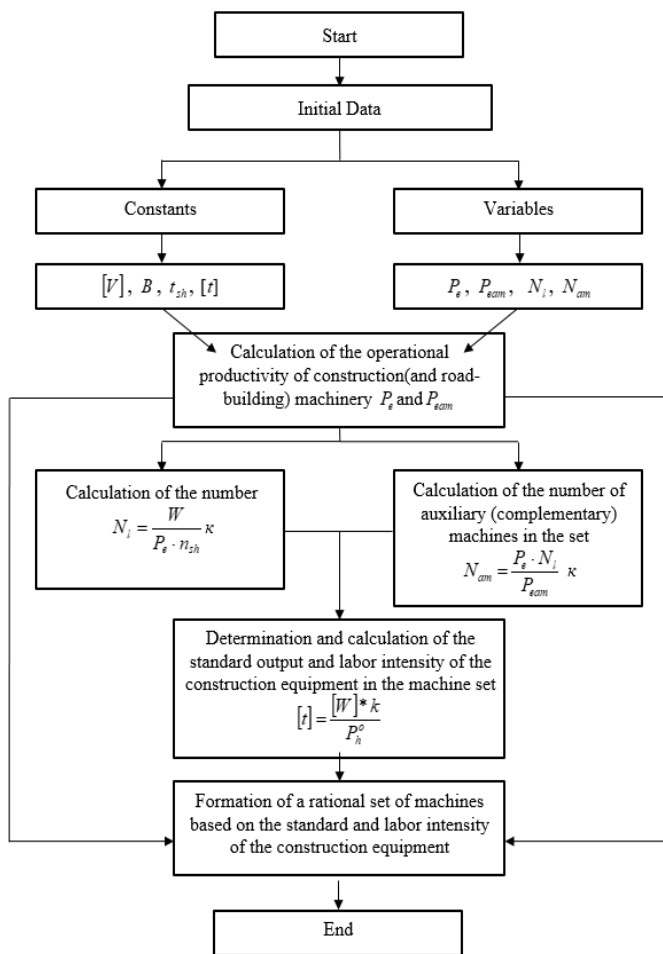 Start
Initial Data
Constants
Variables
[V], B, t_sh, [t]
P_e, P_eam, N_l, N_am
Calculation of the operational
productivity of construction(and road-
building) machinery P_e and P_eam
Calculation of the number
N_l = W / (P_e · n_sh) к
Calculation of the number of
auxiliary (complementary)
machines in the set
N_am = (P_e · N_l) / P_eam к
Determination and calculation of the
standard output and labor intensity of the
construction equipment in the machine set
[t] = ([W]* k) / P_h^o
Formation of a rational set of machines
based on the standard and labor intensity
of the construction equipment
End